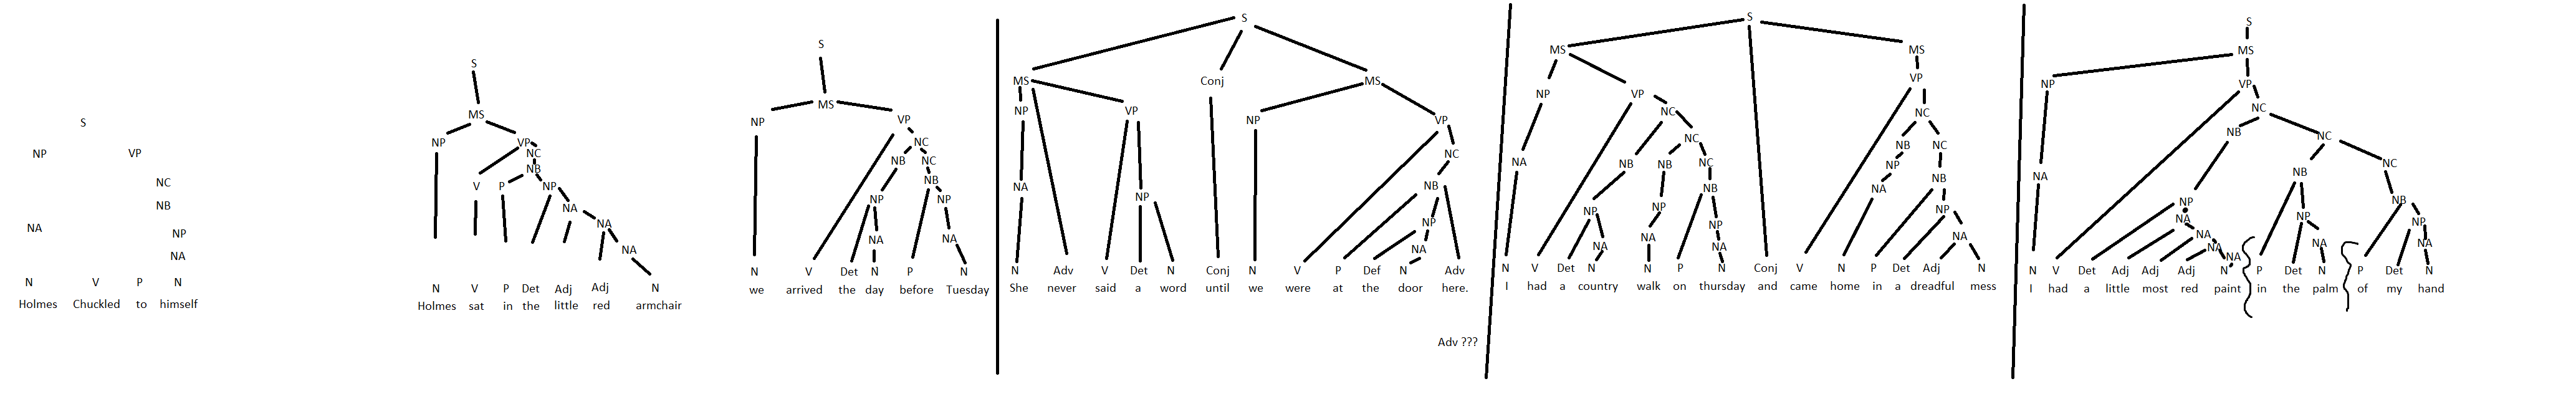 S
NP VP
NC
NB
NA NP
NA
N V P N
Holmes Chuckled to himself
S
MS
NP VP
NC
NB
V P NP
NA
NA
NA
N V P Det Adj Adj N
Holmes sat in the little red armchair
S
MS
NP VP
NC
NB NC
NB
NP NP
NA NA
N V Det N P N
we arrived the day before Tuesday
S
MS Conj MS
NP VP NP VP
NC
NA NB
NP NP
NA
N Adv V Det N Conj N V P Def N Adv
She never said a word until we were at the door here.
Adv ???
S
MS MS
VP
NP VP
NC NC
NC NB NC
NA NB NB NC NP
NB NA NB
NP NP NP
NP
NA NA NA
NA
N V Det N N P N Conj V N P Det Adj N
I had a country walk on thursday and came home in a dreadful mess
S
MS
NP VP
NC
NB NC
NC
NA NB
NP NB
NA NP NP
NA NA NA
NA
NA
N V Det Adj Adj Adj N P Det N P Det N
I had a little most red paint in the palm of my hand